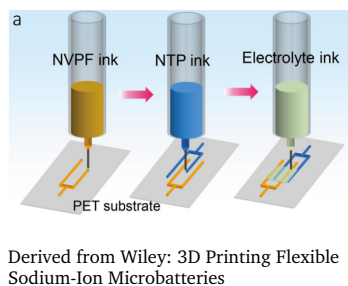 a
NVPF ink
NTP ink
Electrolyte ink
PET substrate
Derived from Wiley: 3D Printing Flexible
Sodium-Ion Microbatteries